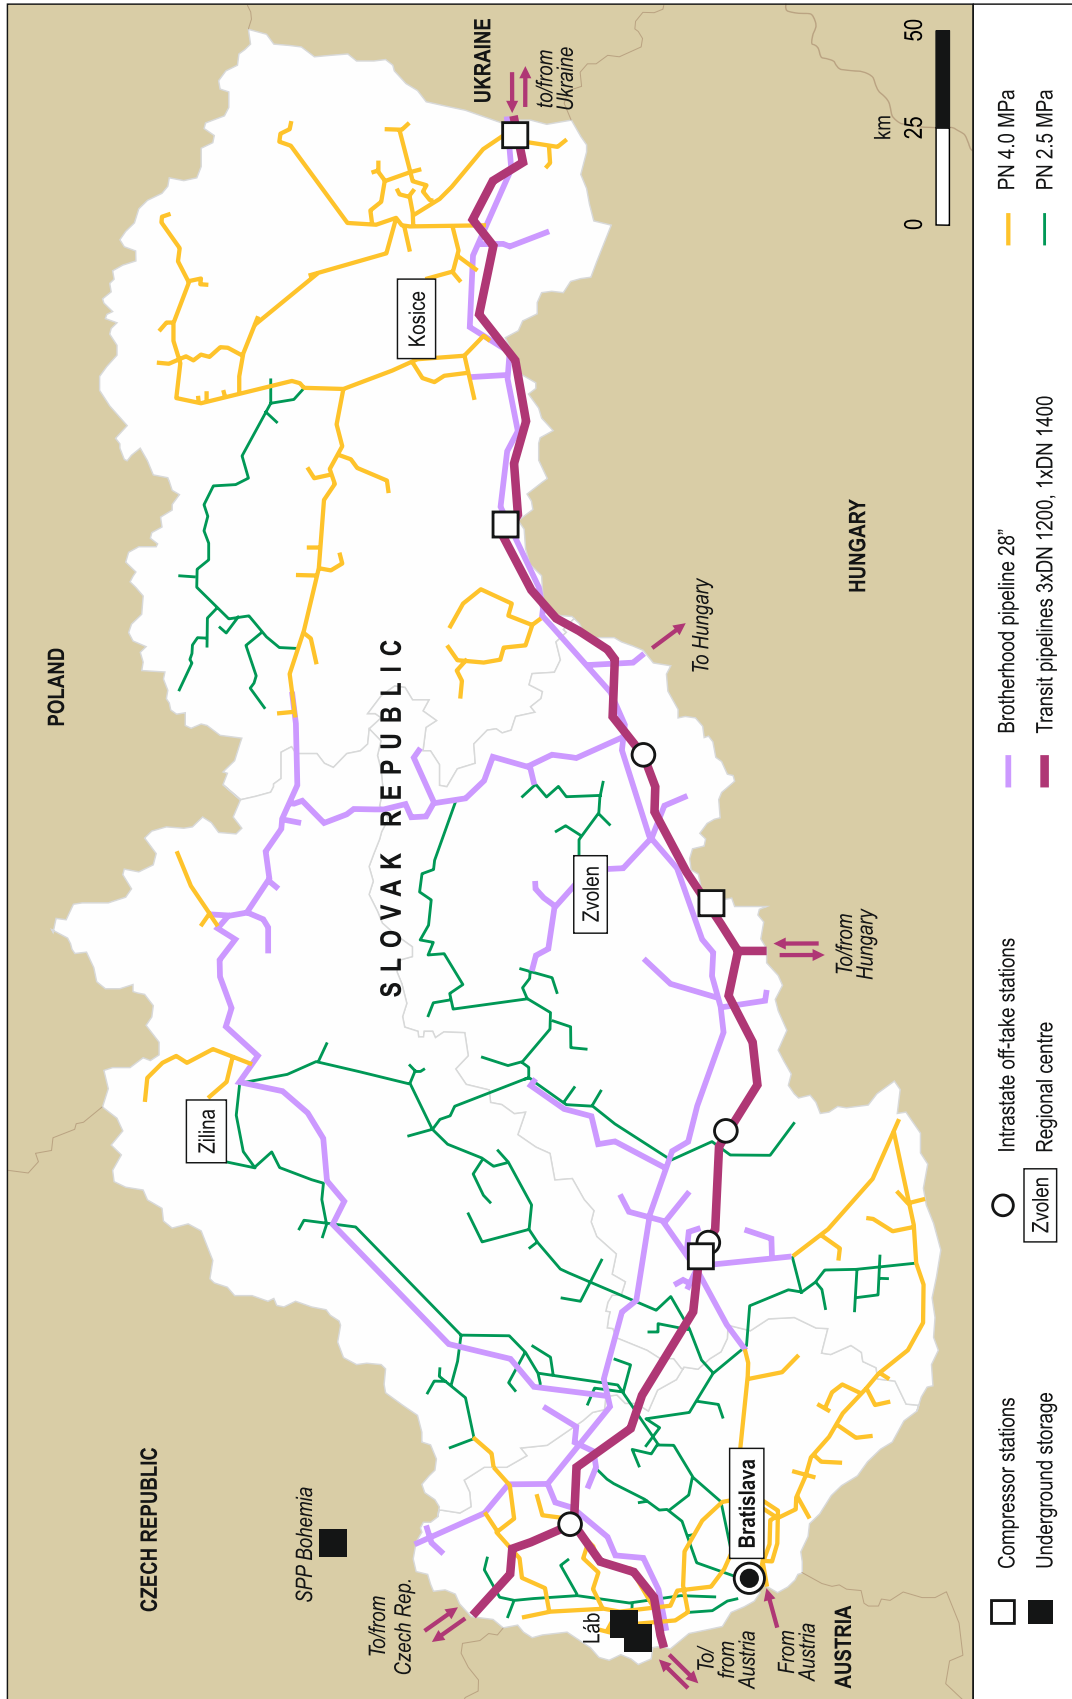 POLAND
CZECH REPUBLIC
SPP Bohemia
To/from
Czech Rep.
UKRAINE
to/from
Ukraine
Kosice
Zilina
SLOVAK REPUBLIC
Zvolen
To Hungary
HUNGARY
To/from
Hungary
Láb
Bratislava
To/
from
Austria
From
Austria
AUSTRIA
km
0
25
50
Compressor stations
Underground storage
Intrastate off-take stations
Zvolen
Regional centre
Brotherhood pipeline 28”
Transit pipelines 3xDN 1200, 1xDN 1400
PN 4.0 MPa
PN 2.5 MPa